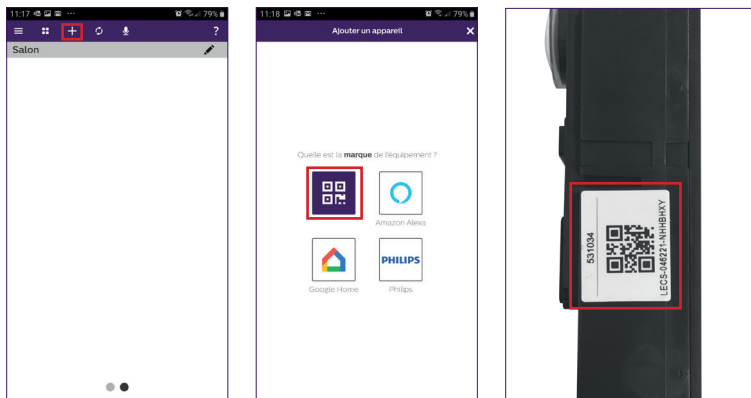 11:17 ... 79%
?
Salon
11:18 ... 79%
Ajouter un appareil
Quelle est la marque de l'équipement ?
Amazon Alexa
PHILIPS
Google Home
Philips
531034
LECS-046221-NHHBHXY